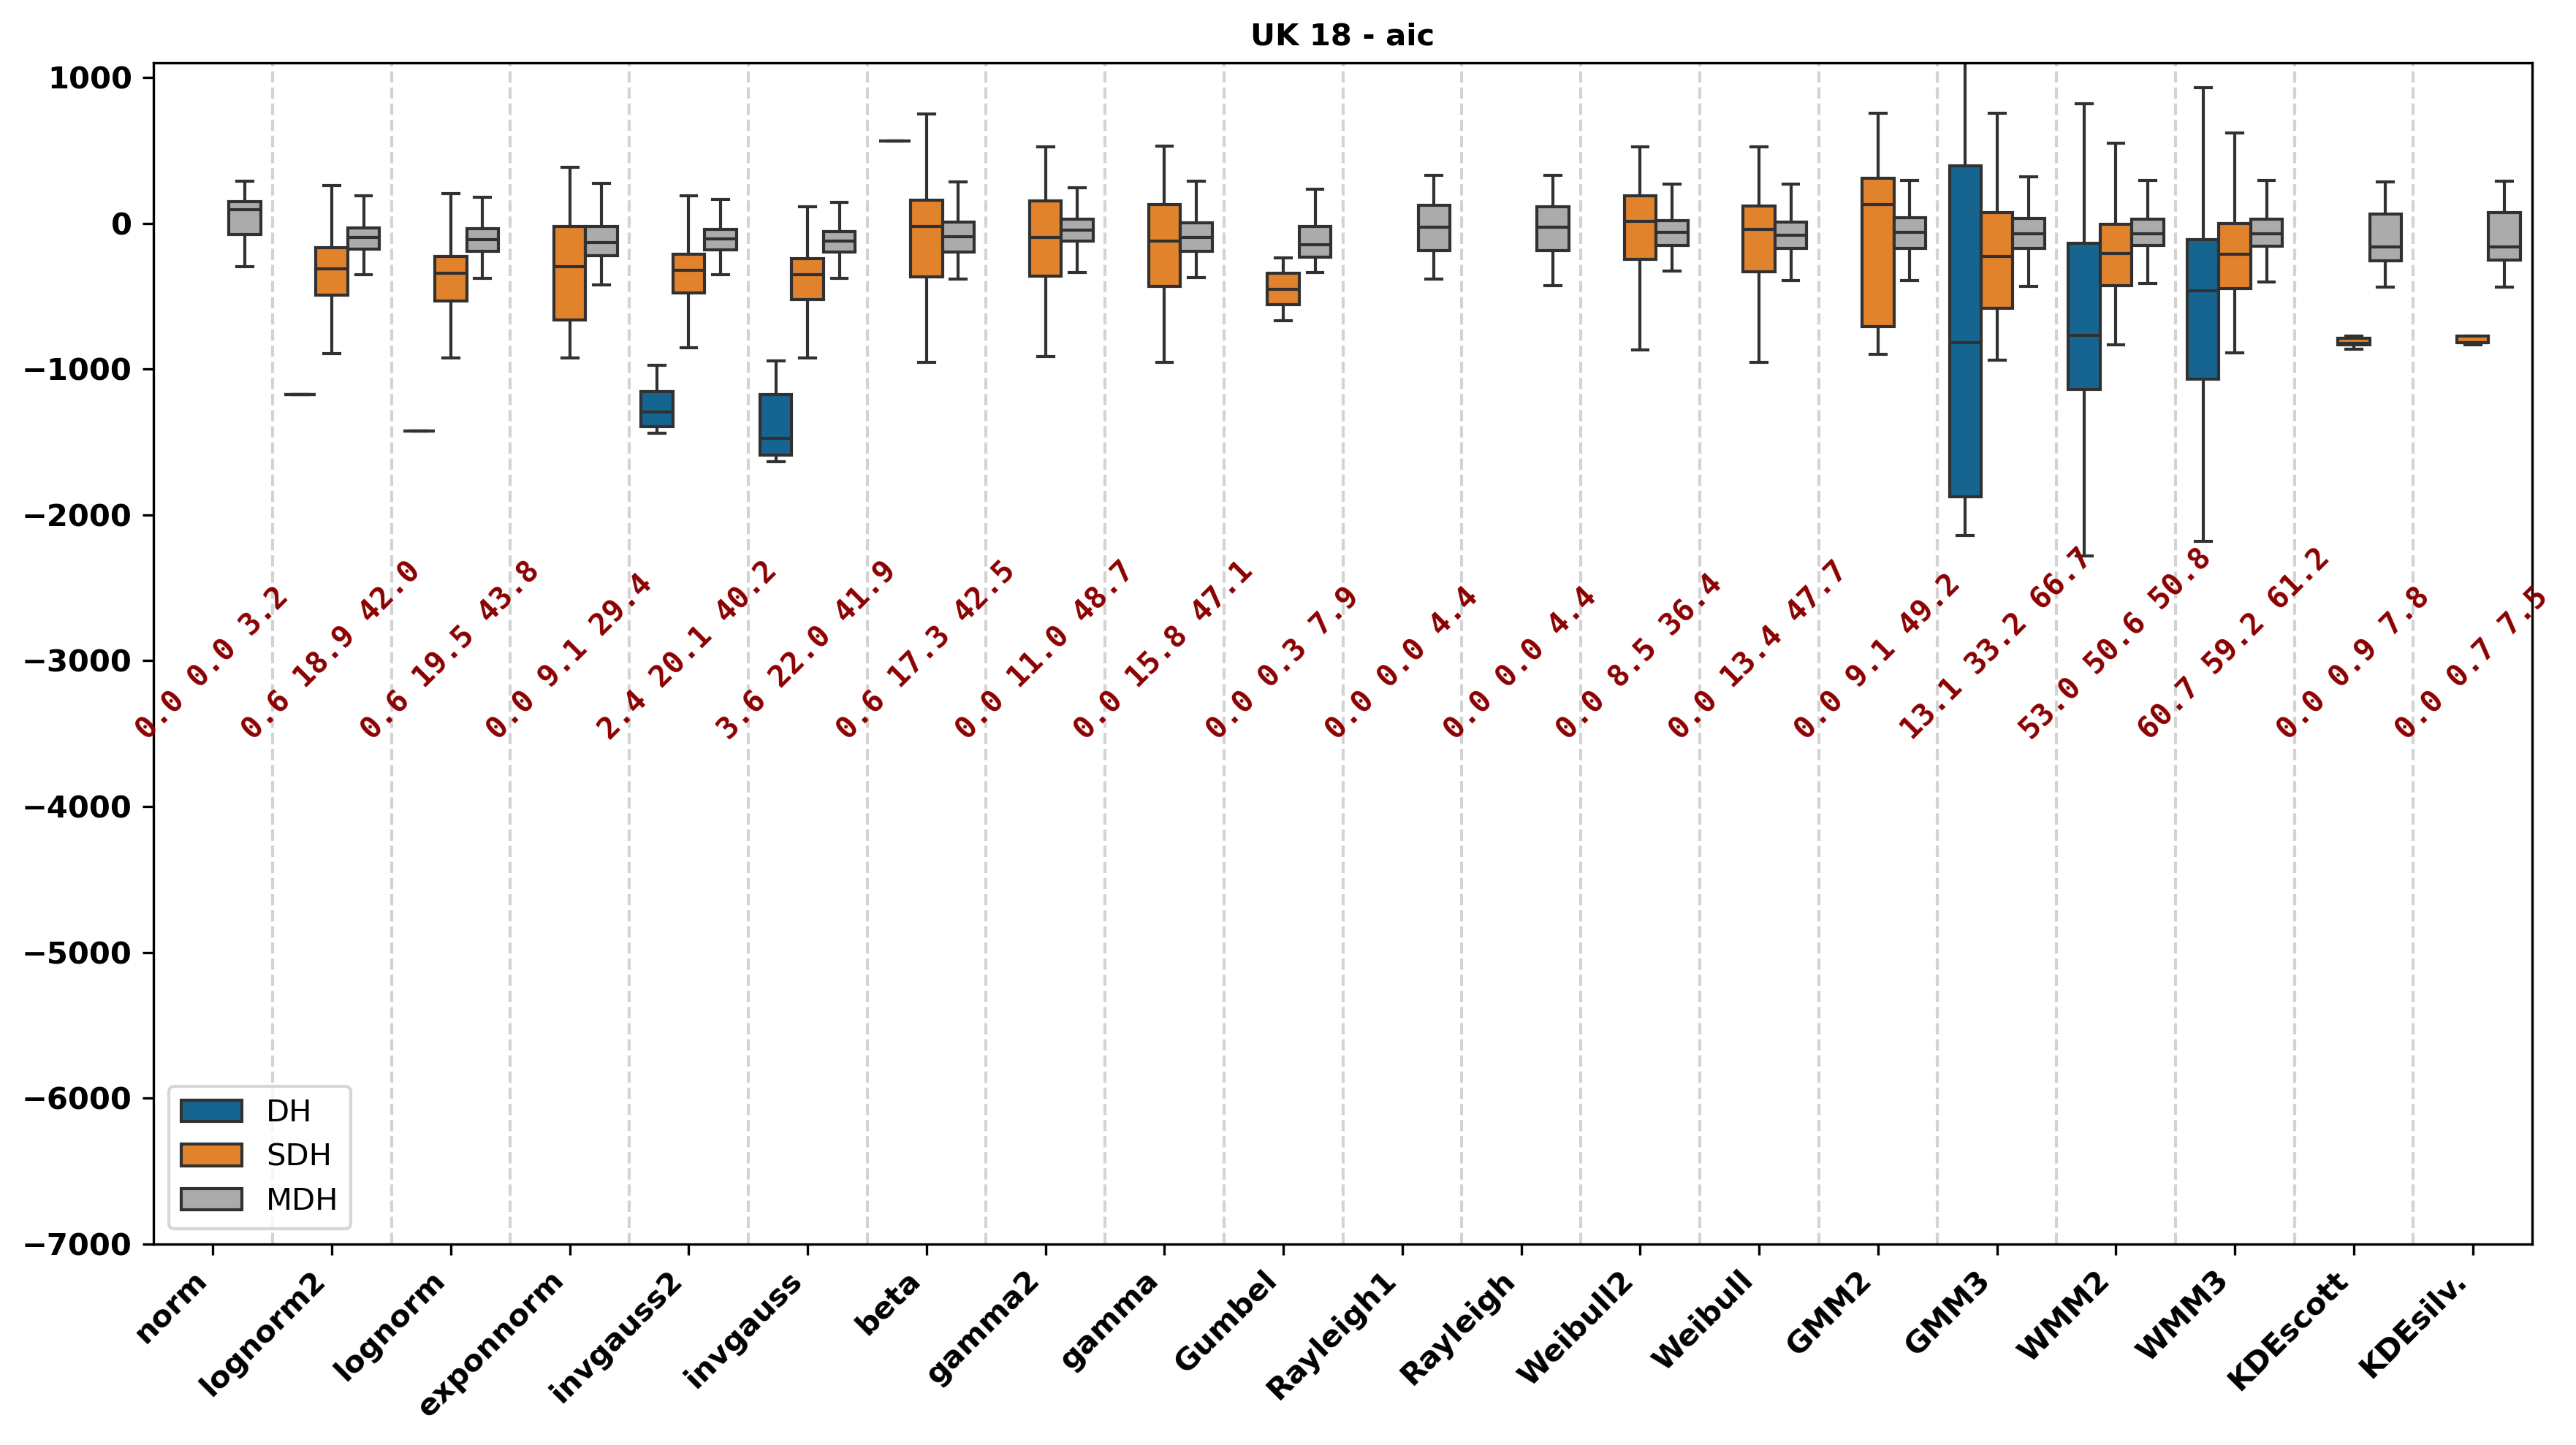 UK 18 - aic
1000
0
−1000
−2000
−3000
−4000
−5000
−6000
−7000
0.0 0.0 3.2
0.6 18.9 42.0
0.6 19.5 43.8
0.0 9.1 29.4
2.4 20.1 40.2
3.6 22.0 41.9
0.6 17.3 42.5
0.0 11.0 48.7
0.0 15.8 47.1
0.0 0.3 7.9
0.0 0.0 4.4
0.0 0.0 4.4
0.0 8.5 36.4
0.0 13.4 47.7
0.0 9.1 49.2
13.1 33.2 66.7
53.0 50.6 50.8
60.7 59.2 61.2
0.0 0.9 7.8
0.0 0.7 7.5
DH
SDH
MDH
norm
lognorm2
lognorm
exponnorm
invgauss2
invgauss
beta
gamma2
gamma
Gumbel
Rayleigh1
Rayleigh
Weibull2
Weibull
GMM2
GMM3
WMM2
WMM3
KDEscott
KDEsilv.